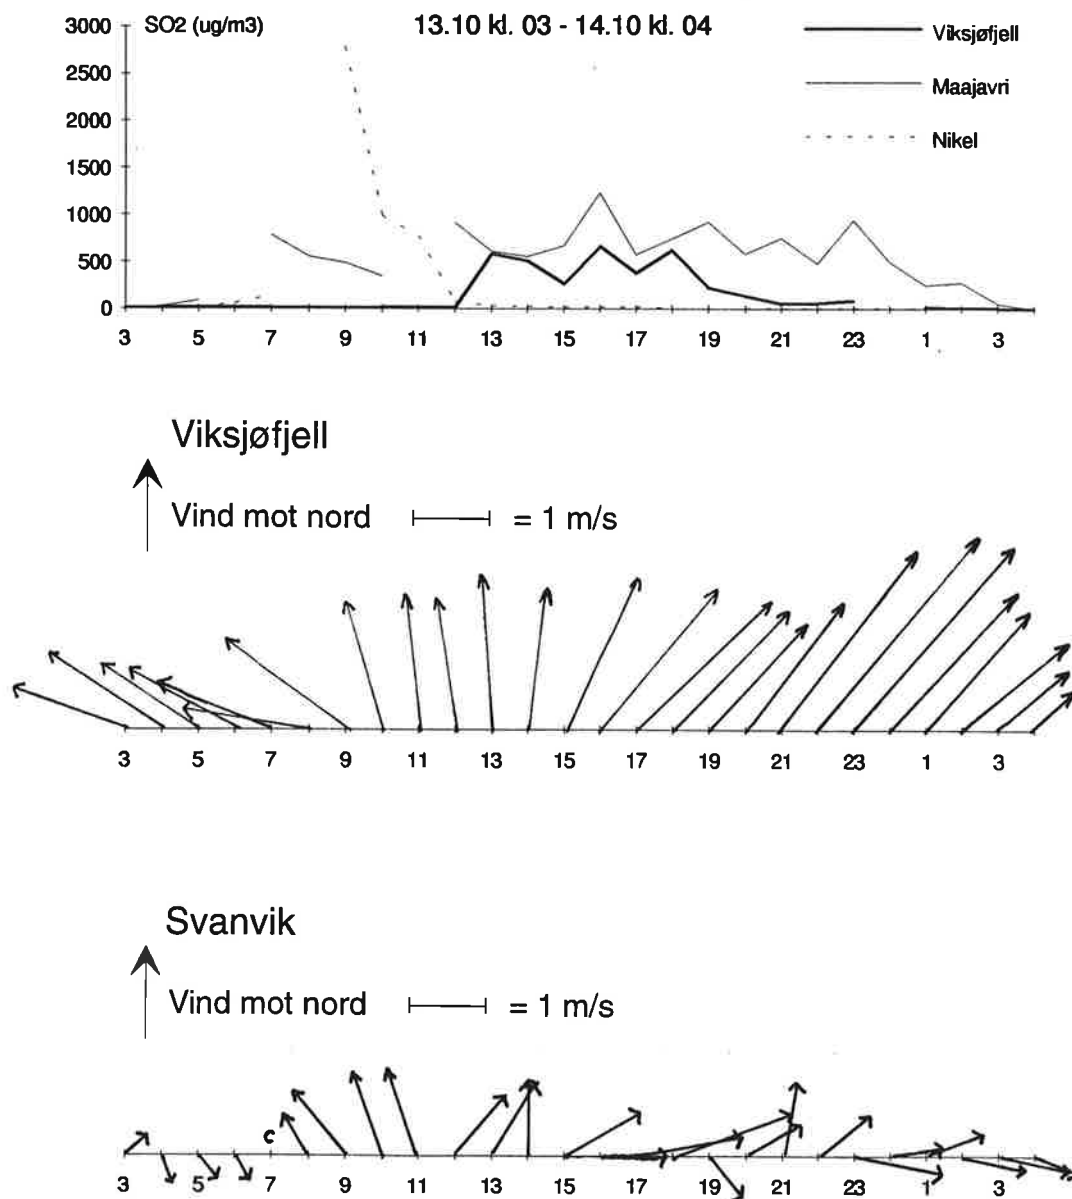 SO2 (ug/m3) 13.10 kl. 03 - 14.10 kl. 04
3000
2500
2000
1500
1000
500
0
Viksjøfjell
Maajavri
Nikel
3 5 7 9 11 13 15 17 19 21 23 1 3
Viksjøfjell
Vind mot nord = 1 m/s
3 5 7 9 11 13 15 17 19 21 23 1 3
Svanvik
Vind mot nord = 1 m/s
c
3 5 7 9 11 13 15 17 19 21 23 1 3